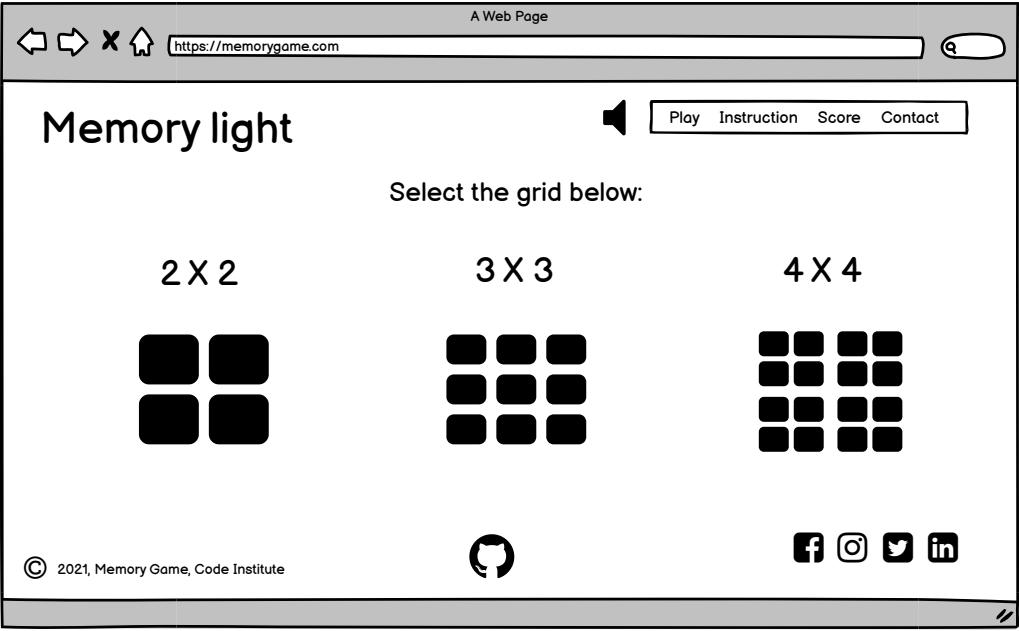 A Web Page
https://memorygame.com
Memory light
Play Instruction Score Contact
Select the grid below:
2 X 2
3 X 3
4 X 4
© 2021, Memory Game, Code Institute